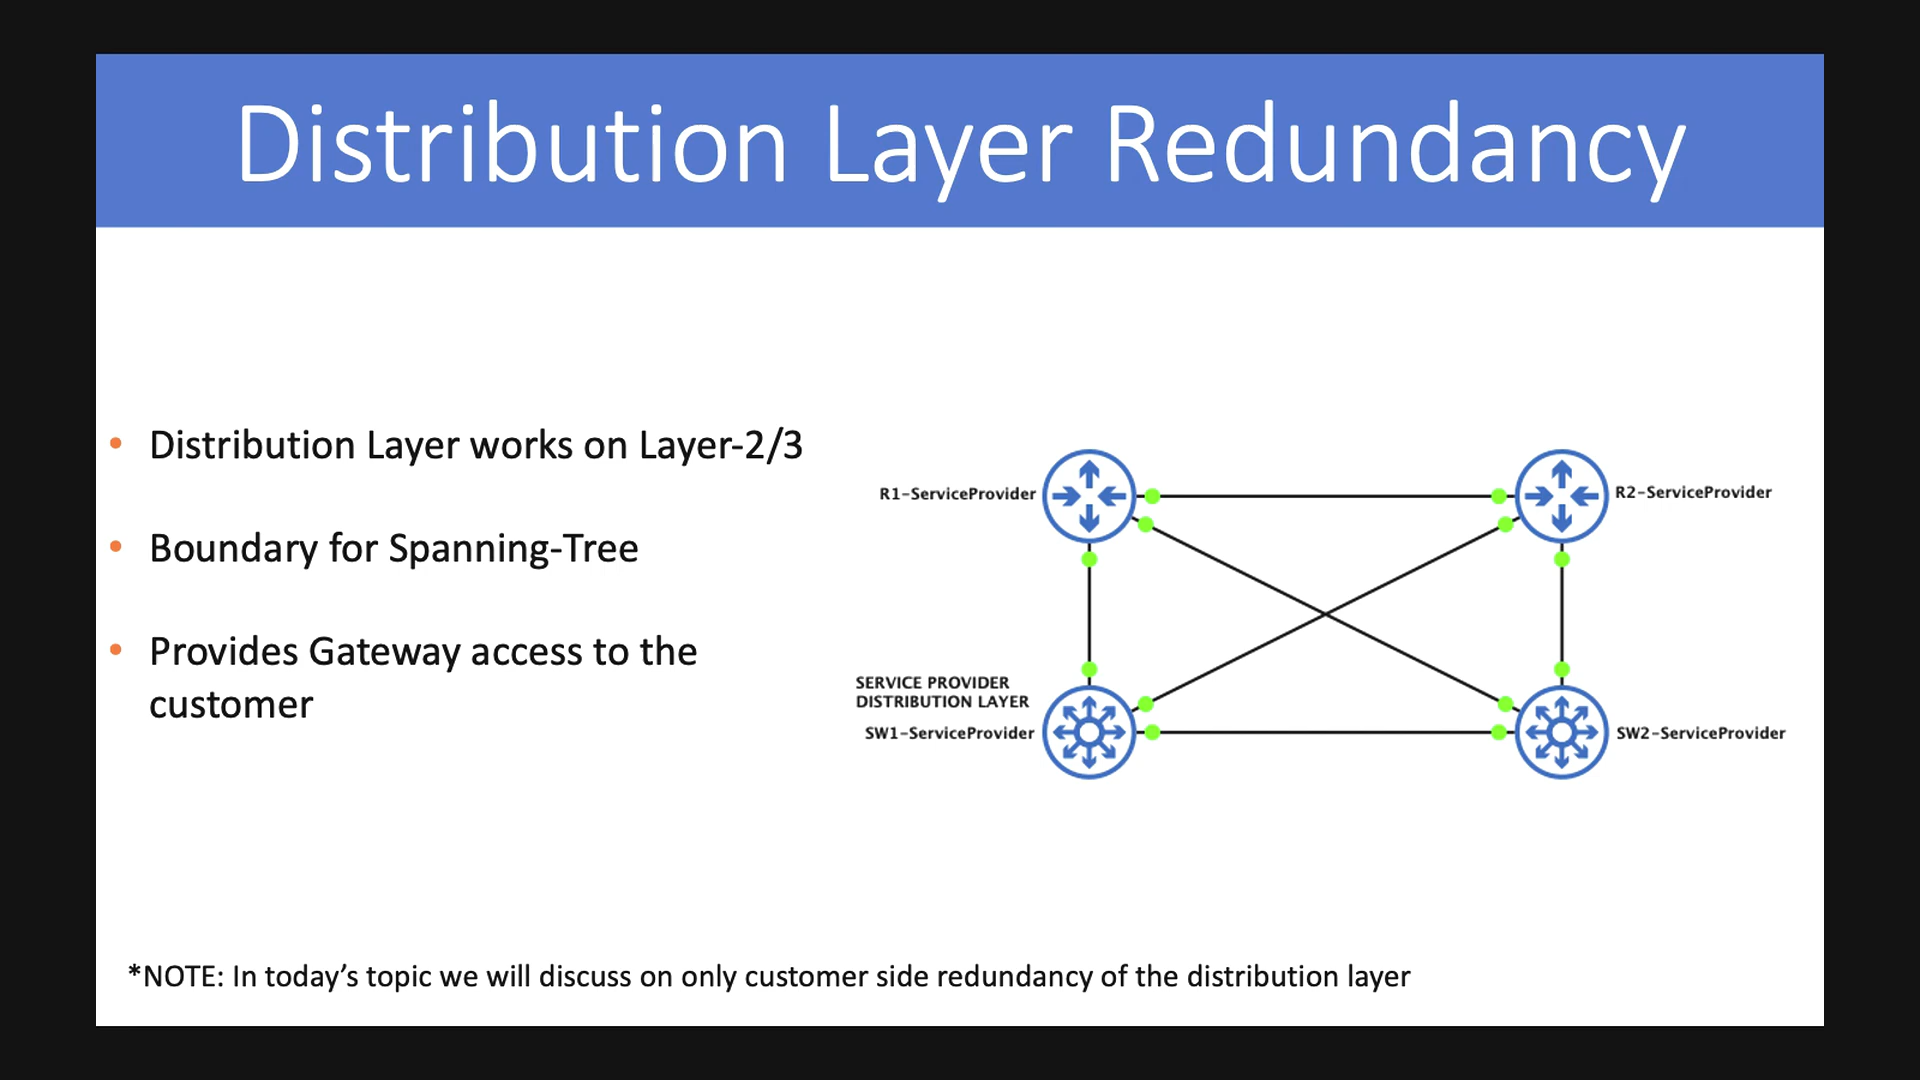 Distribution Layer Redundancy
• Distribution Layer works on Layer-2/3
• Boundary for Spanning-Tree
• Provides Gateway access to the
customer
R1-ServiceProvider
R2-ServiceProvider
SERVICE PROVIDER
DISTRIBUTION LAYER
SW1-ServiceProvider
SW2-ServiceProvider
*NOTE: In today’s topic we will discuss on only customer side redundancy of the distribution layer